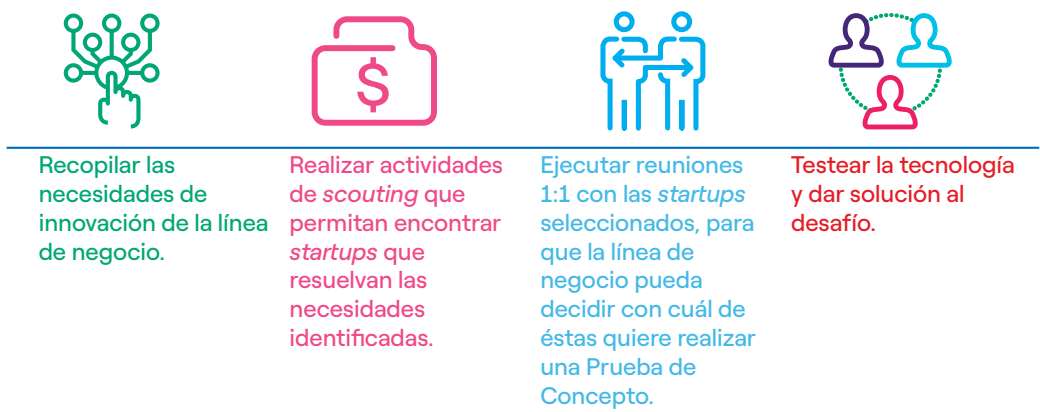 $
Recopilar las
necesidades de
innovación de la línea
de negocio.
Realizar actividades
de scouting que
permitan encontrar
startups que
resuelvan las
necesidades
identificadas.
Ejecutar reuniones
1:1 con las startups
seleccionados, para
que la línea de
negocio pueda
decidir con cuál de
éstas quiere realizar
una Prueba de
Concepto.
Testear la tecnología
y dar solución al
desafío.